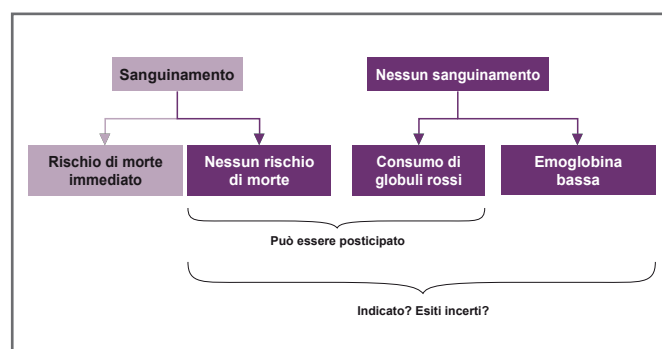 Sanguinamento
Nessun sanguinamento
Rischio di morte
immediato
Nessun rischio
di morte
Consumo di
globuli rossi
Emoglobina
bassa
Può essere posticipato
Indicato? Esiti incerti?